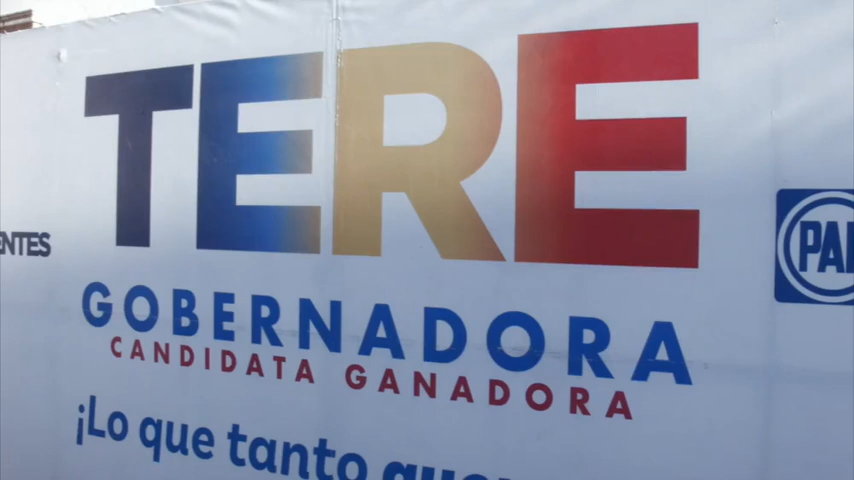 TERE
ENTES
PAN
GOBERNADORA
CANDIDATA GANADORA
¡Lo que tanto